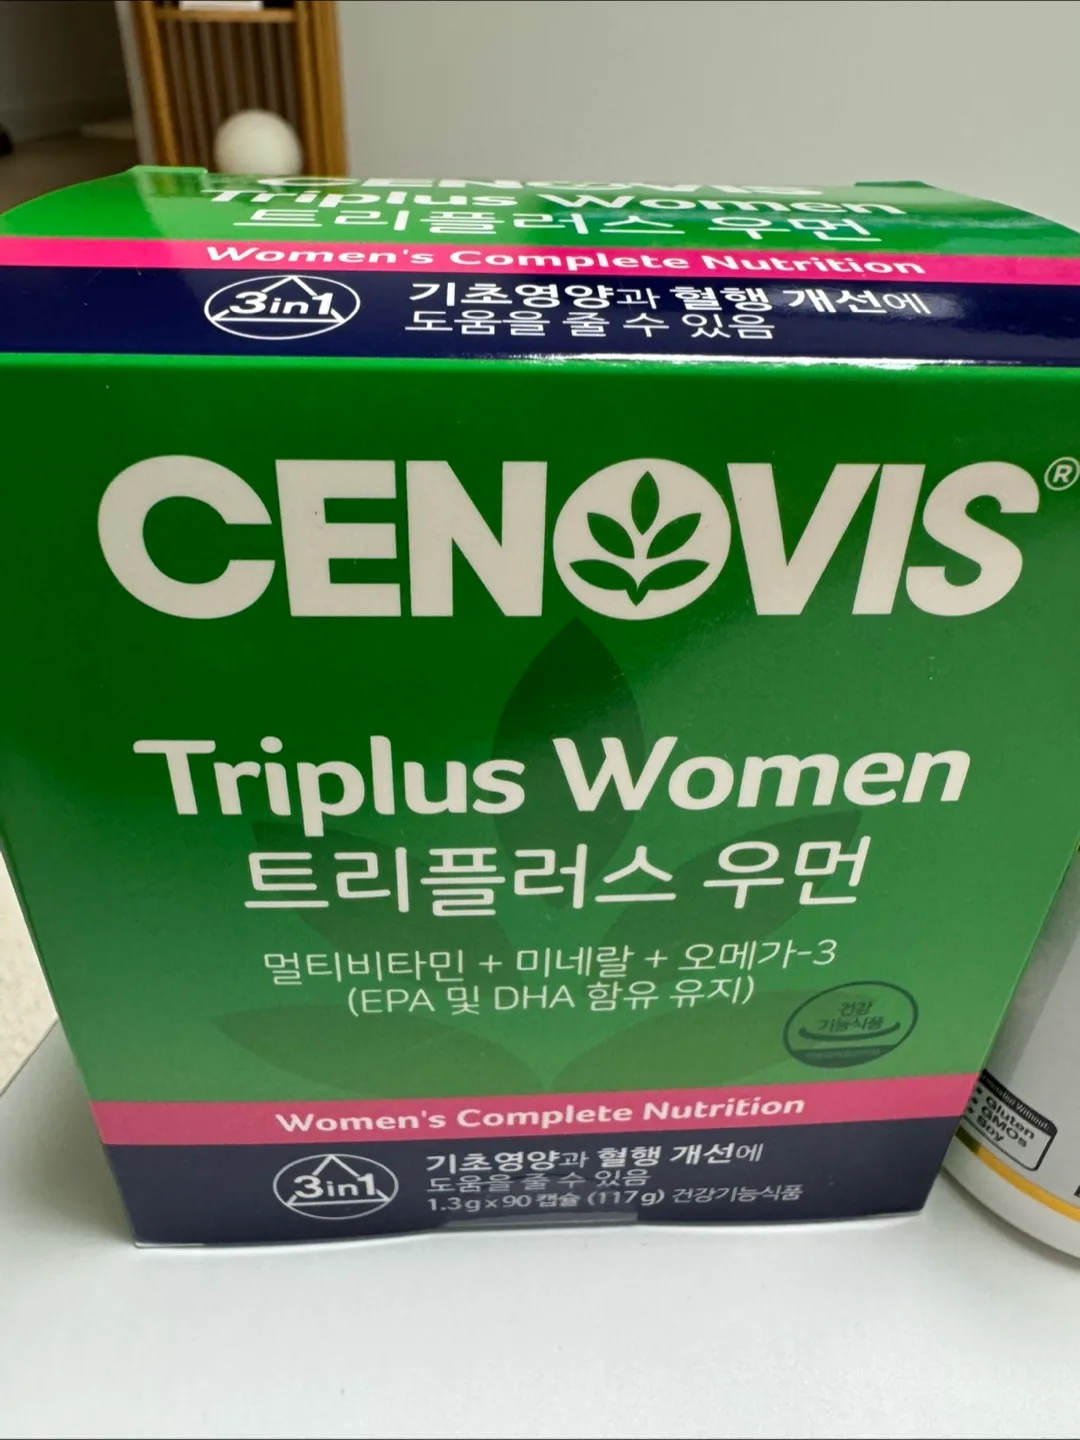 CENOVIS
Triplus Women
트리플러스 우먼
Women's Complete Nutrition
3in1
기초영양과 혈행 개선에
도움을 줄 수 있음
CENOVIS®
Triplus Women
트리플러스 우먼
멀티비타민 + 미네랄 + 오메가-3
(EPA 및 DHA 함유 유지)
건강
기능식품
Women's Complete Nutrition
3in1
기초영양과 혈행 개선에
도움을 줄 수 있음
1.3g x 90 캡슐 (117g) 건강기능식품
Without
• Gluten
• GMOs
• Soy